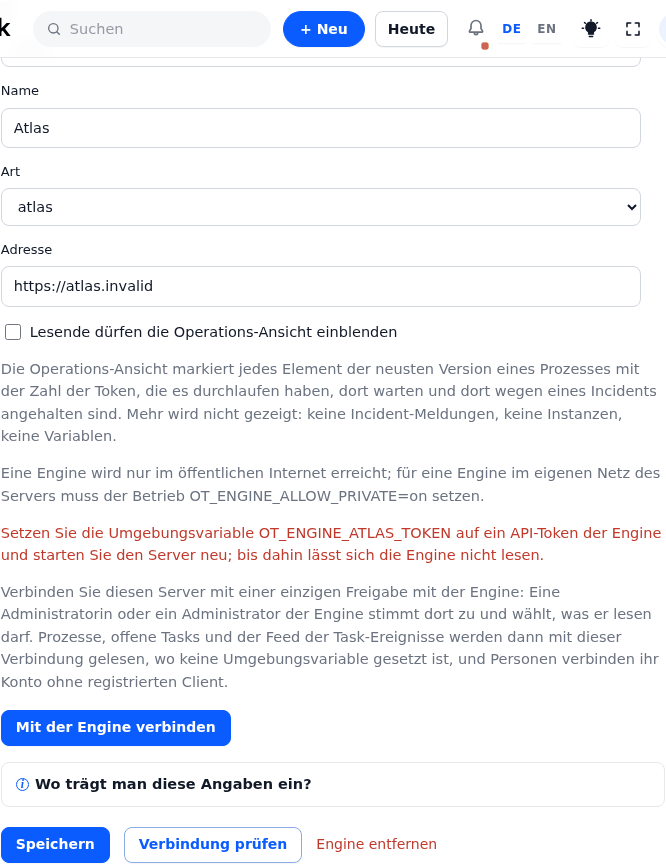 k
Suchen
+ Neu
Heute
DE
EN
Name
Atlas
Art
atlas
Adresse
https://atlas.invalid
Lesende dürfen die Operations-Ansicht einblenden
Die Operations-Ansicht markiert jedes Element der neusten Version eines Prozesses mit
der Zahl der Token, die es durchlaufen haben, dort warten und dort wegen eines Incidents
angehalten sind. Mehr wird nicht gezeigt: keine Incident-Meldungen, keine Instanzen,
keine Variablen.
Eine Engine wird nur im öffentlichen Internet erreicht; für eine Engine im eigenen Netz des
Servers muss der Betrieb OT_ENGINE_ALLOW_PRIVATE=on setzen.
Setzen Sie die Umgebungsvariable OT_ENGINE_ATLAS_TOKEN auf ein API-Token der Engine
und starten Sie den Server neu; bis dahin lässt sich die Engine nicht lesen.
Verbinden Sie diesen Server mit einer einzigen Freigabe mit der Engine: Eine
Administratorin oder ein Administrator der Engine stimmt dort zu und wählt, was er lesen
darf. Prozesse, offene Tasks und der Feed der Task-Ereignisse werden dann mit dieser
Verbindung gelesen, wo keine Umgebungsvariable gesetzt ist, und Personen verbinden ihr
Konto ohne registrierten Client.
Mit der Engine verbinden
Wo trägt man diese Angaben ein?
Speichern
Verbindung prüfen
Engine entfernen